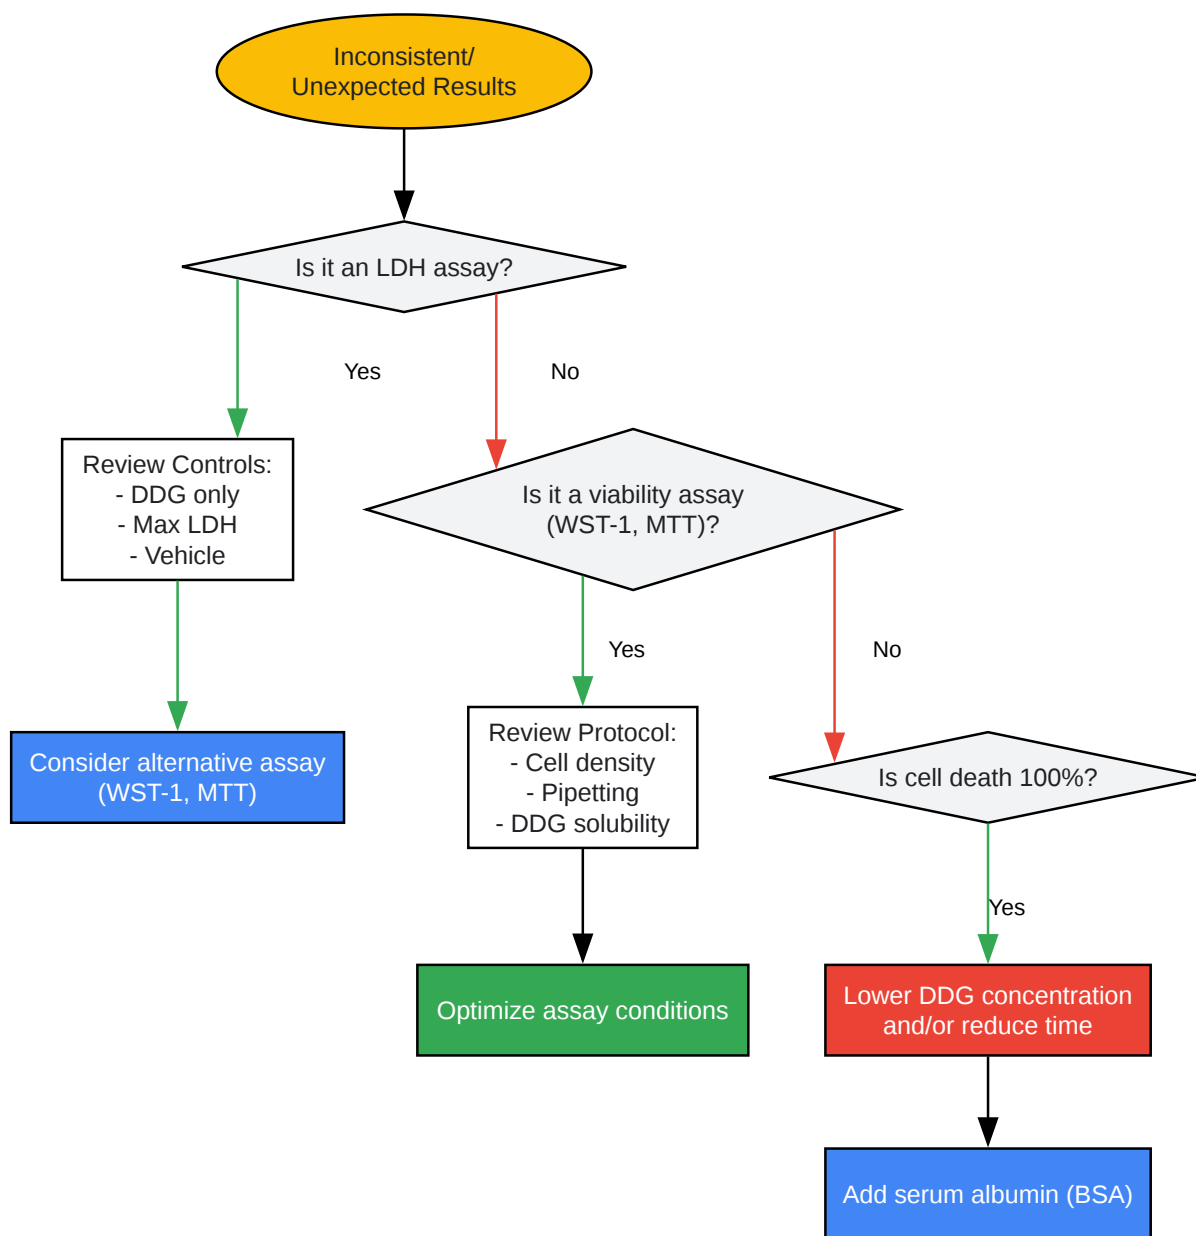 Inconsistent/
Unexpected Results
Is it an LDH assay?
Yes
No
Review Controls:
- DDG only
- Max LDH
- Vehicle
Is it a viability assay
(WST-1, MTT)?
Yes
No
Consider alternative assay
(WST-1, MTT)
Review Protocol:
- Cell density
- Pipetting
- DDG solubility
Is cell death 100%?
Yes
Optimize assay conditions
Lower DDG concentration
and/or reduce time
Add serum albumin (BSA)